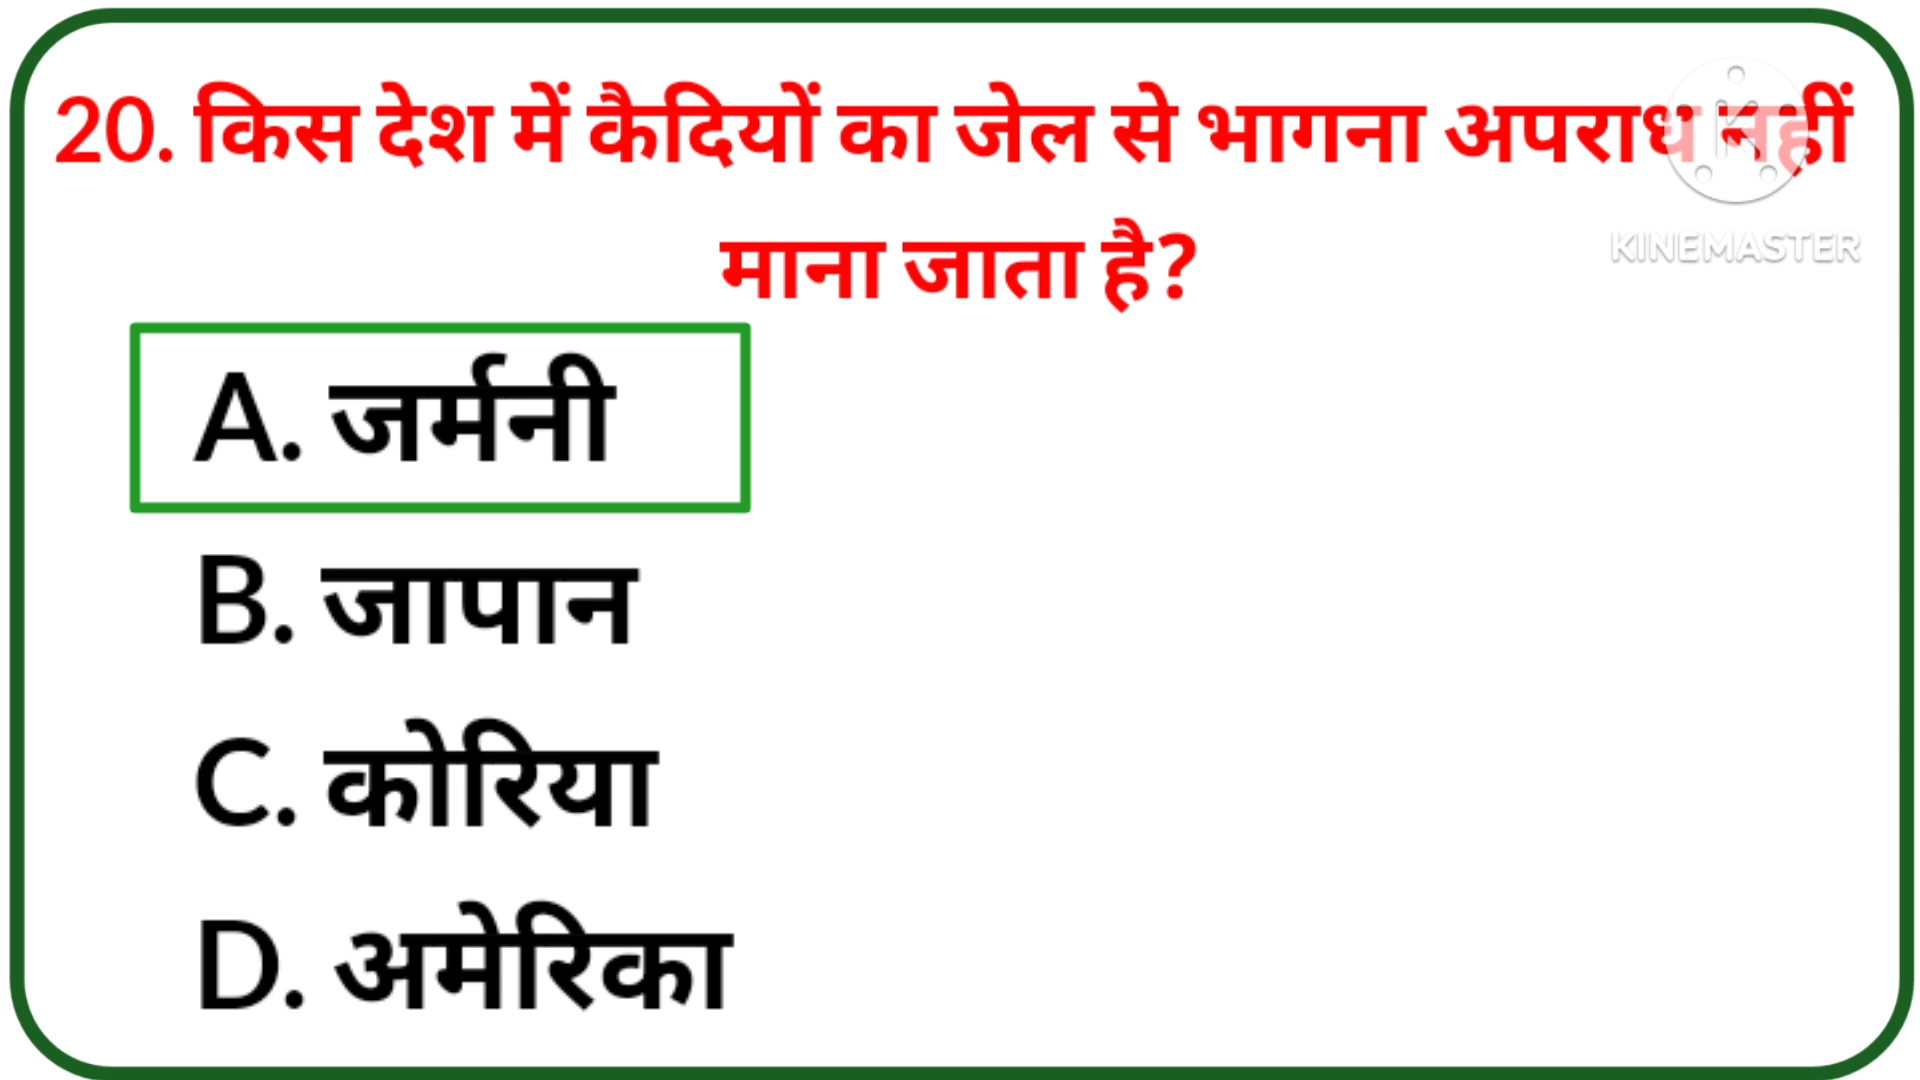 20. किस देश में कैदियों का जेल से भागना अपराध नहीं
माना जाता है?
KINEMASTER
A. जर्मनी
B. जापान
C. कोरिया
D. अमेरिका